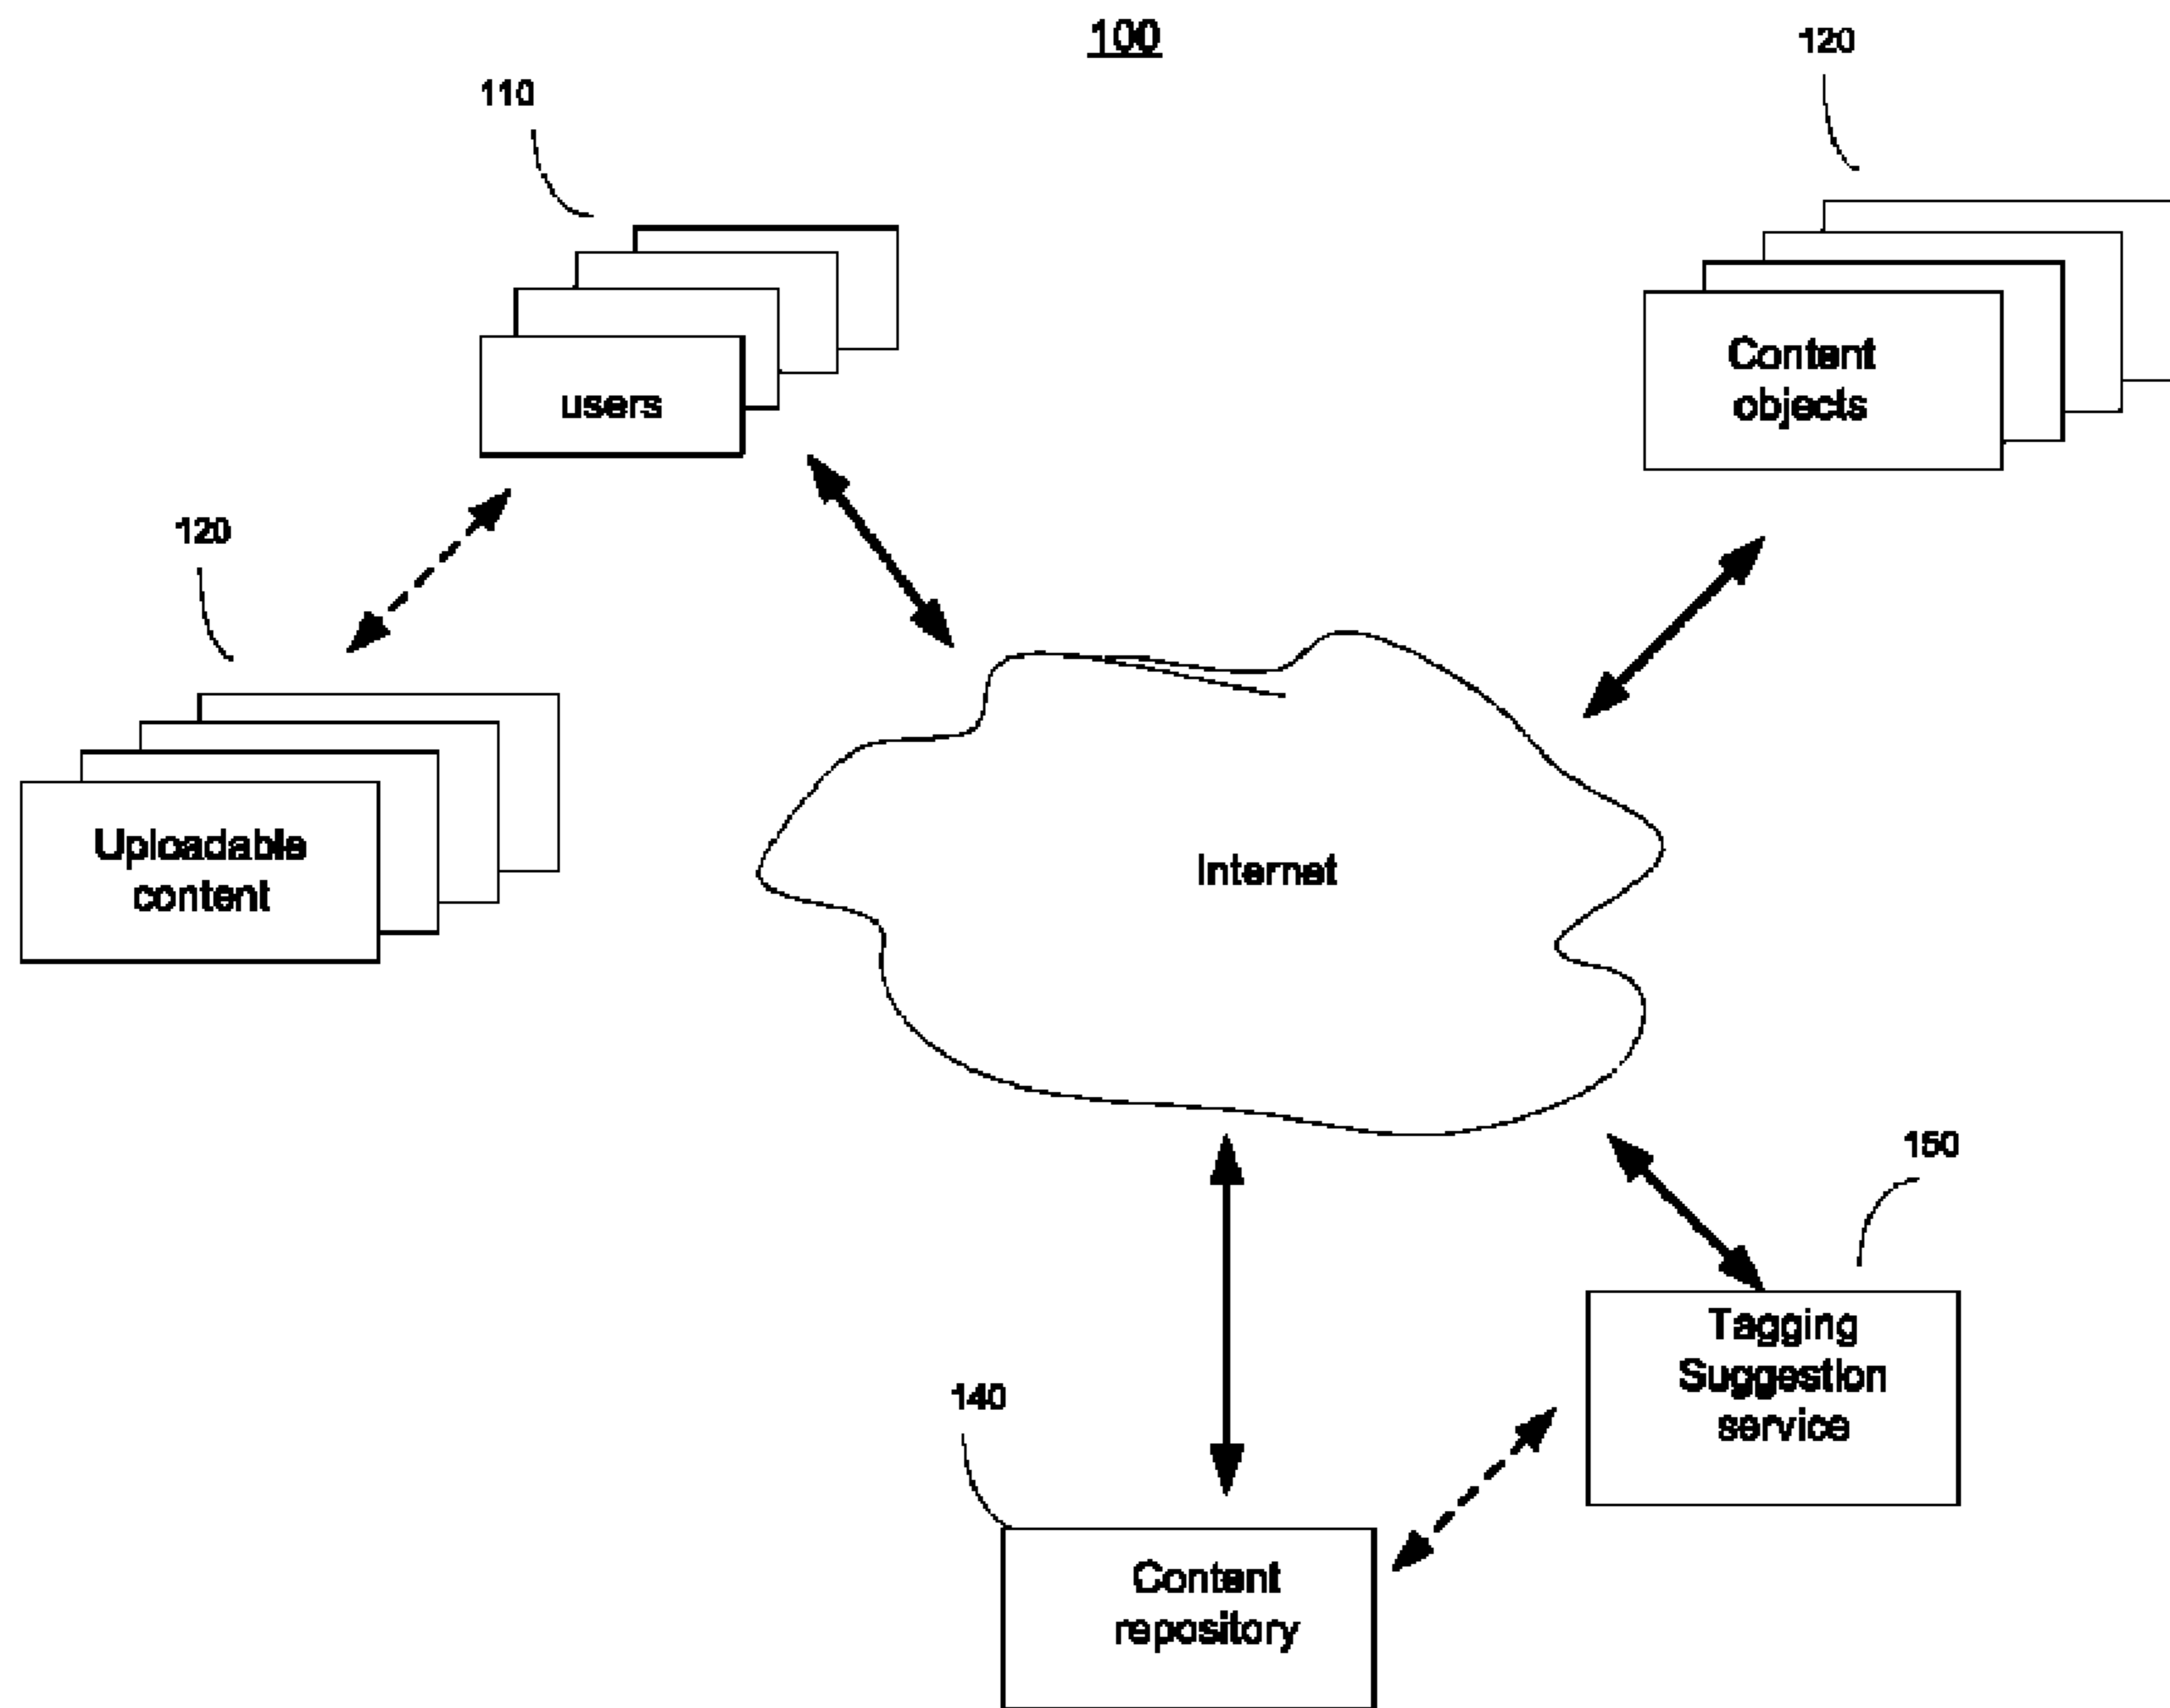 100
110
120
users
Content
objects
120
Uploadable
content
Internet
150
Tagging
Suggestion
service
140
Content
repository